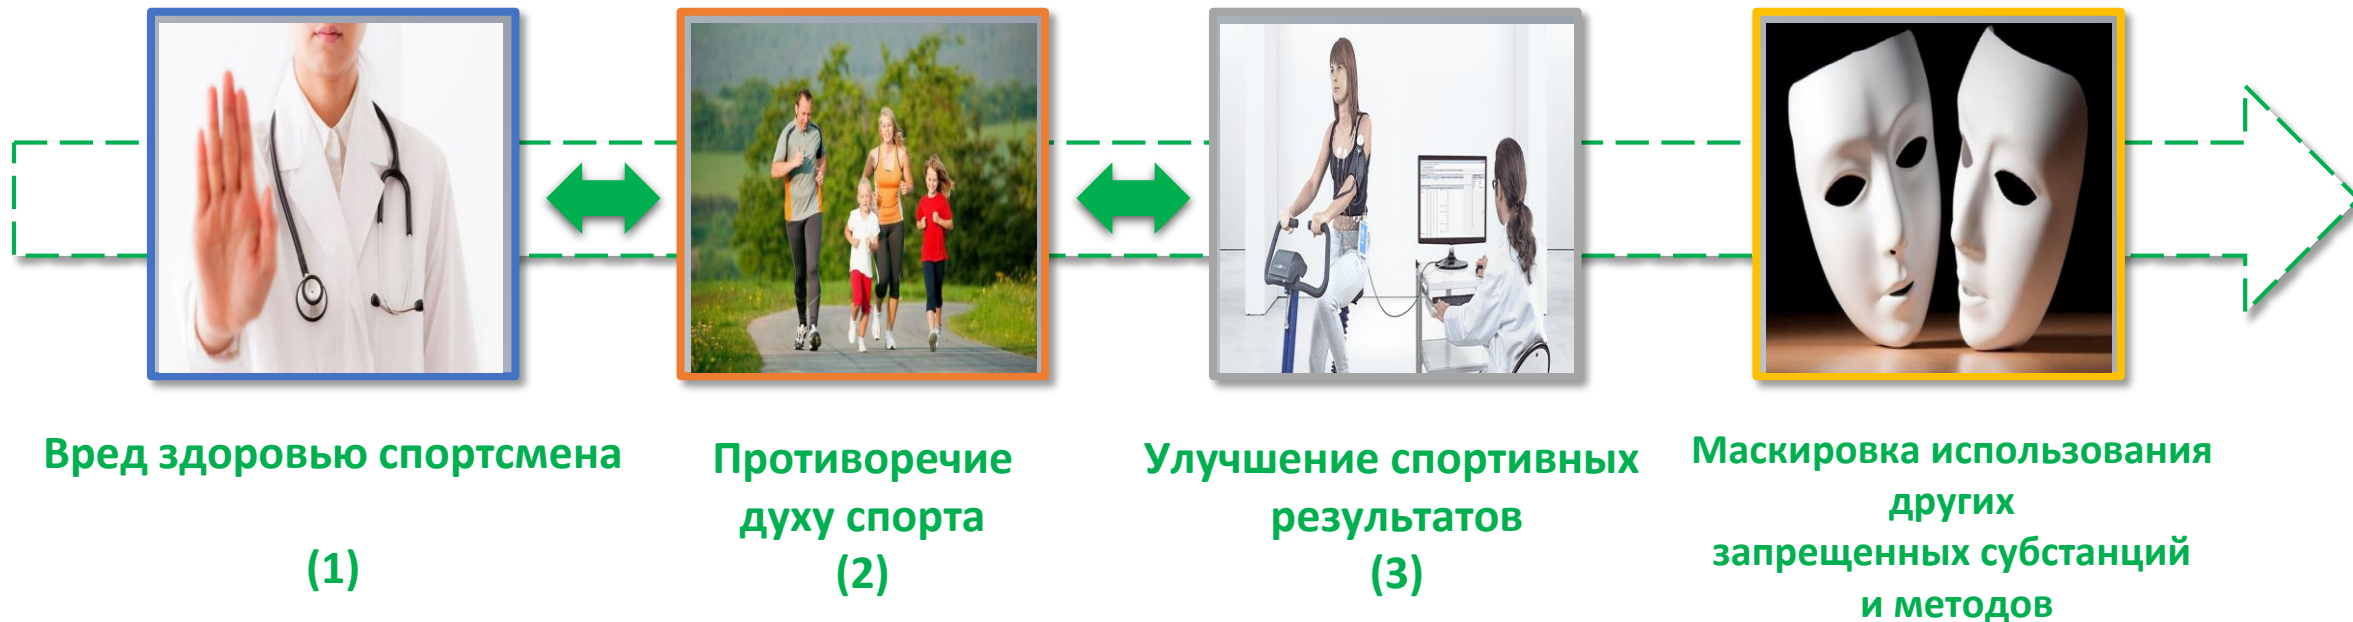 Вред здоровью спортсмена
(1)
Противоречие
духу спорта
(2)
Улучшение спортивных
результатов
(3)
Маскировка использования
других
запрещенных субстанций
и методов